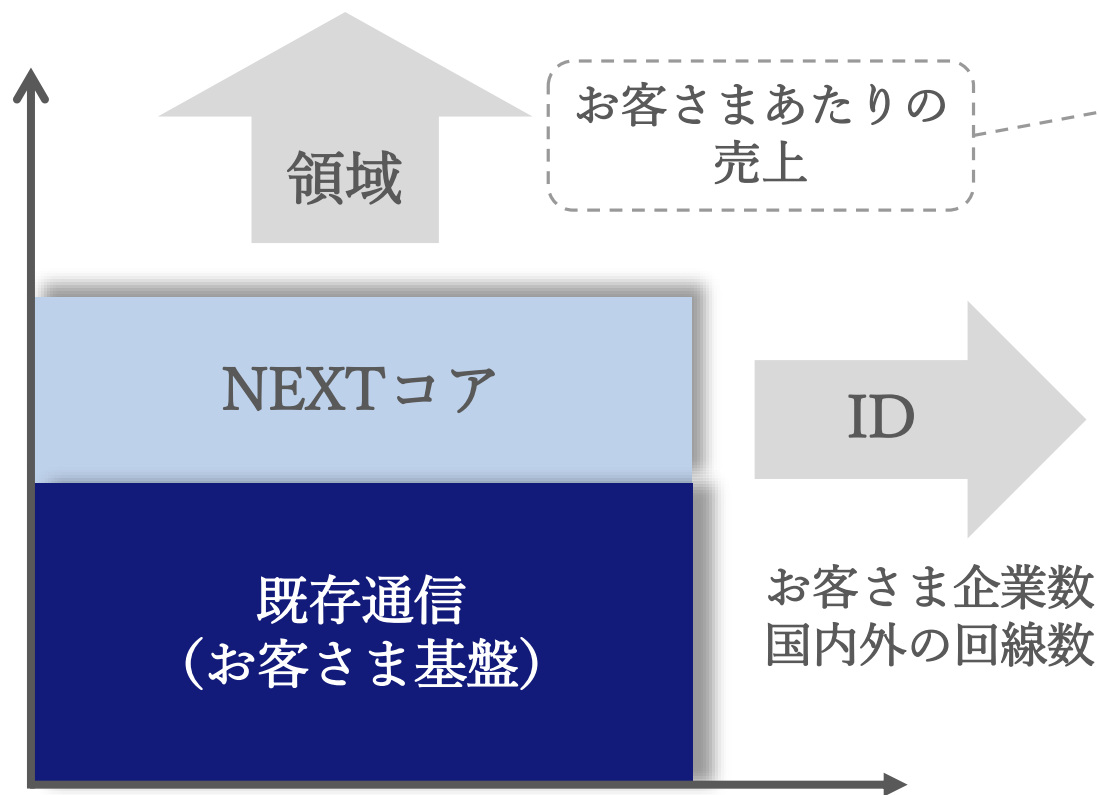 領域
お客さまあたりの
売上
NEXTコア
ID
既存通信
(お客さま基盤)
お客さま企業数
国内外の回線数